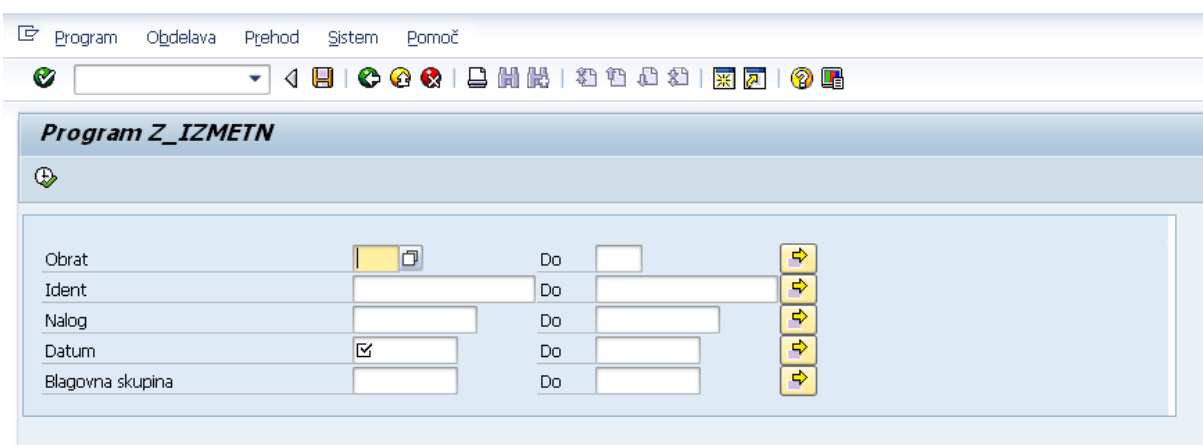 Program Obdelava Prehod Sistem Pomoč
Program Z_IZMETN
Obrat Do
Ident Do
Nalog Do
Datum Do
Blagovna skupina Do